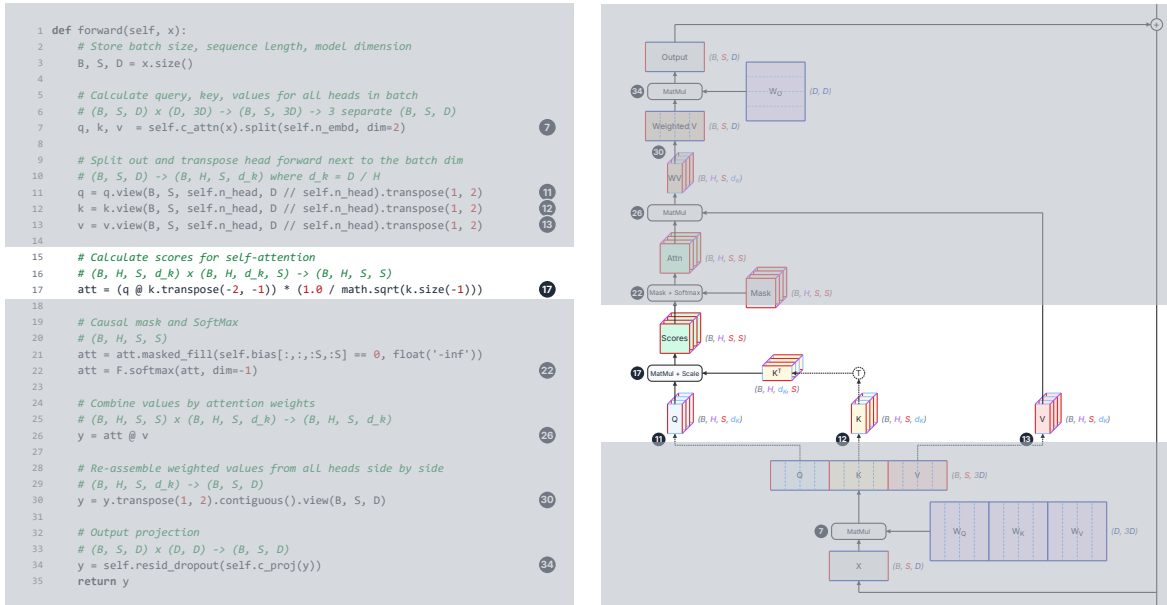 1 def forward(self, x):
2 # Store batch size, sequence length, model dimension
3 B, S, D = x.size()
4
5 # Calculate query, key, values for all heads in batch
6 # (B, S, D) x (D, 3D) -> (B, S, 3D) -> 3 separate (B, S, D)
7 q, k, v  = self.c_attn(x).split(self.n_embd, dim=2) 7
8
9 # Split out and transpose head forward next to the batch dim
10 # (B, S, D) -> (B, H, S, d_k) where d_k = D / H
11 q = q.view(B, S, self.n_head, D // self.n_head).transpose(1, 2) 11
12 k = k.view(B, S, self.n_head, D // self.n_head).transpose(1, 2) 12
13 v = v.view(B, S, self.n_head, D // self.n_head).transpose(1, 2) 13
14
15 # Calculate scores for self-attention
16 # (B, H, S, d_k) x (B, H, d_k, S) -> (B, H, S, S)
17 att = (q @ k.transpose(-2, -1)) * (1.0 / math.sqrt(k.size(-1))) 17
18
19 # Causal mask and SoftMax
20 # (B, H, S, S)
21 att = att.masked_fill(self.bias[:,:,:S,:S] == 0, float('-inf'))
22 att = F.softmax(att, dim=-1) 22
23
24 # Combine values by attention weights
25 # (B, H, S, S) x (B, H, S, d_k) -> (B, H, S, d_k)
26 y = att @ v 26
27
28 # Re-assemble weighted values from all heads side by side
29 # (B, H, S, d_k) -> (B, S, D)
30 y = y.transpose(1, 2).contiguous().view(B, S, D) 30
31
32 # Output projection
33 # (B, S, D) x (D, D) -> (B, S, D)
34 y = self.resid_dropout(self.c_proj(y)) 34
35 return y
+
Output (B, S, D)
34 MatMul W_O (D, D)
Weighted V (B, S, D)
30
WV (B, H, S, d_K)
26 MatMul
Attn (B, H, S, S)
22 Mask + Softmax Mask (B, H, S, S)
Scores (B, H, S, S)
17 MatMul + Scale K^T T
(B, H, d_K, S)
Q (B, H, S, d_K) K (B, H, S, d_K) V (B, H, S, d_K)
11 12 13
Q K V (B, S, 3D)
7 MatMul W_Q W_K W_V (D, 3D)
X (B, S, D)